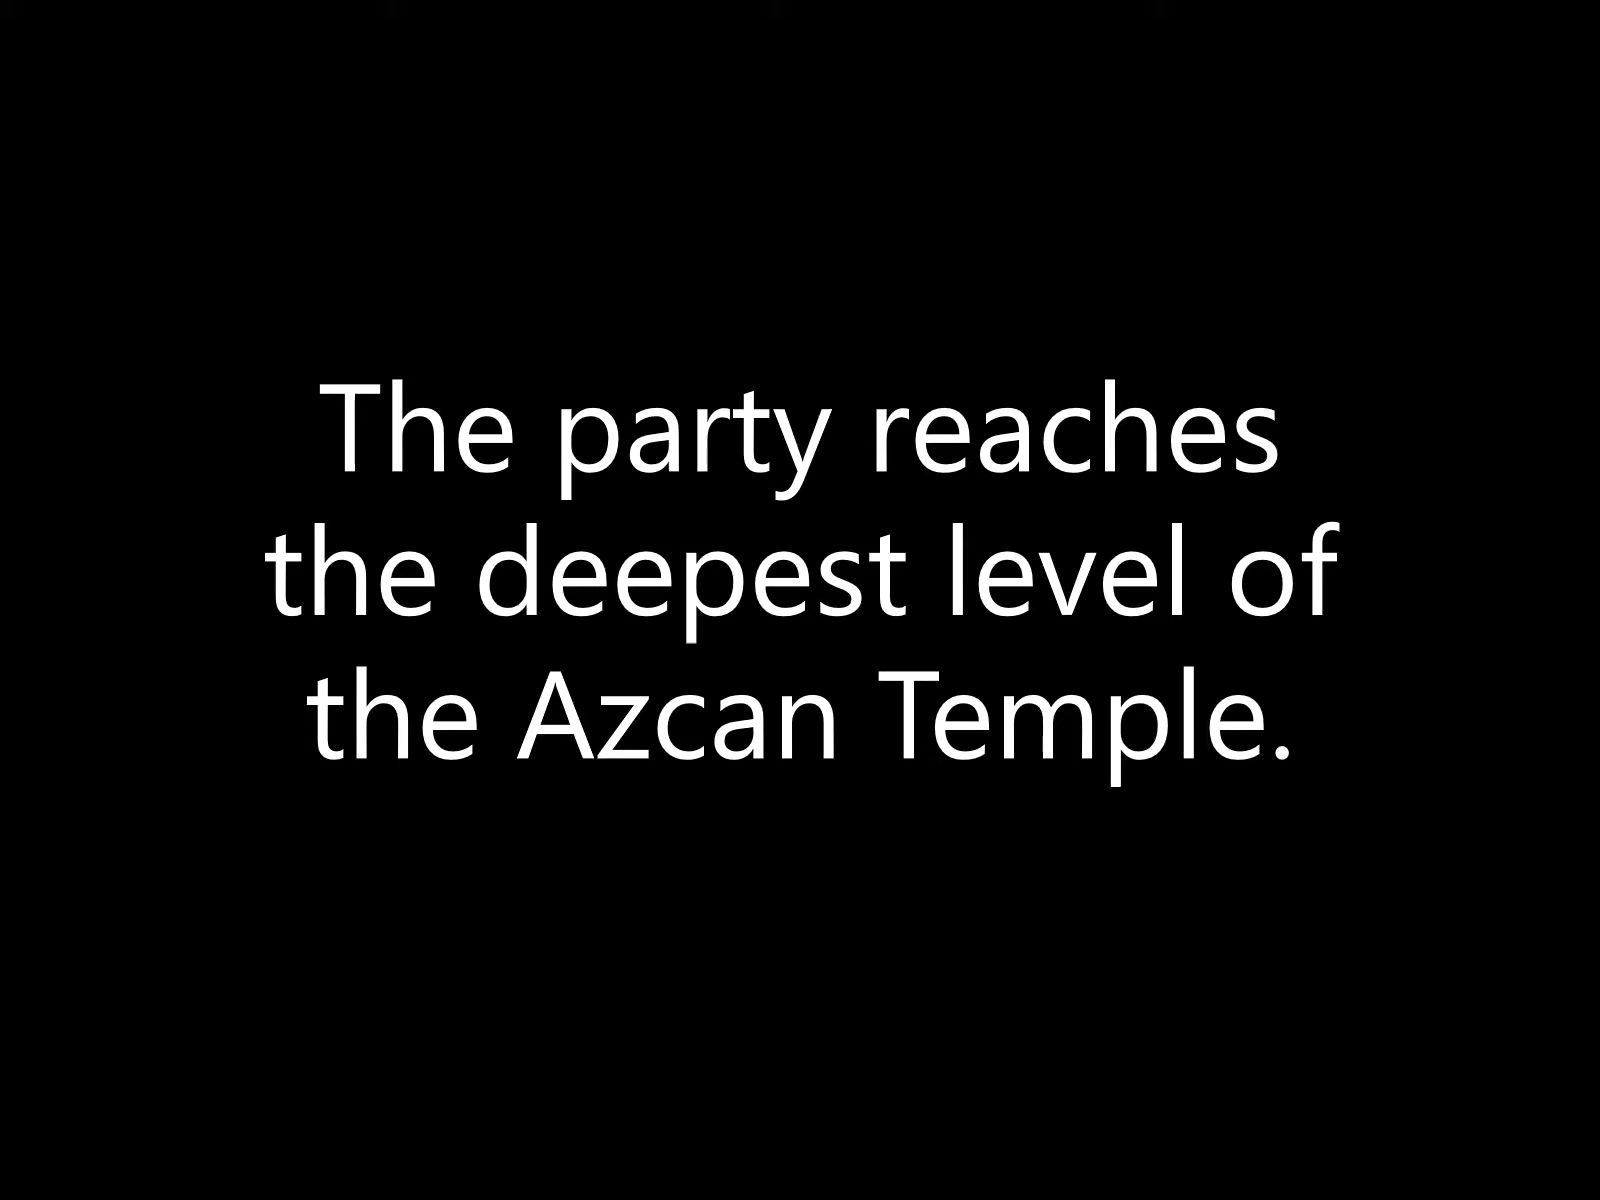 The party reaches
the deepest level of
the Azcan Temple.